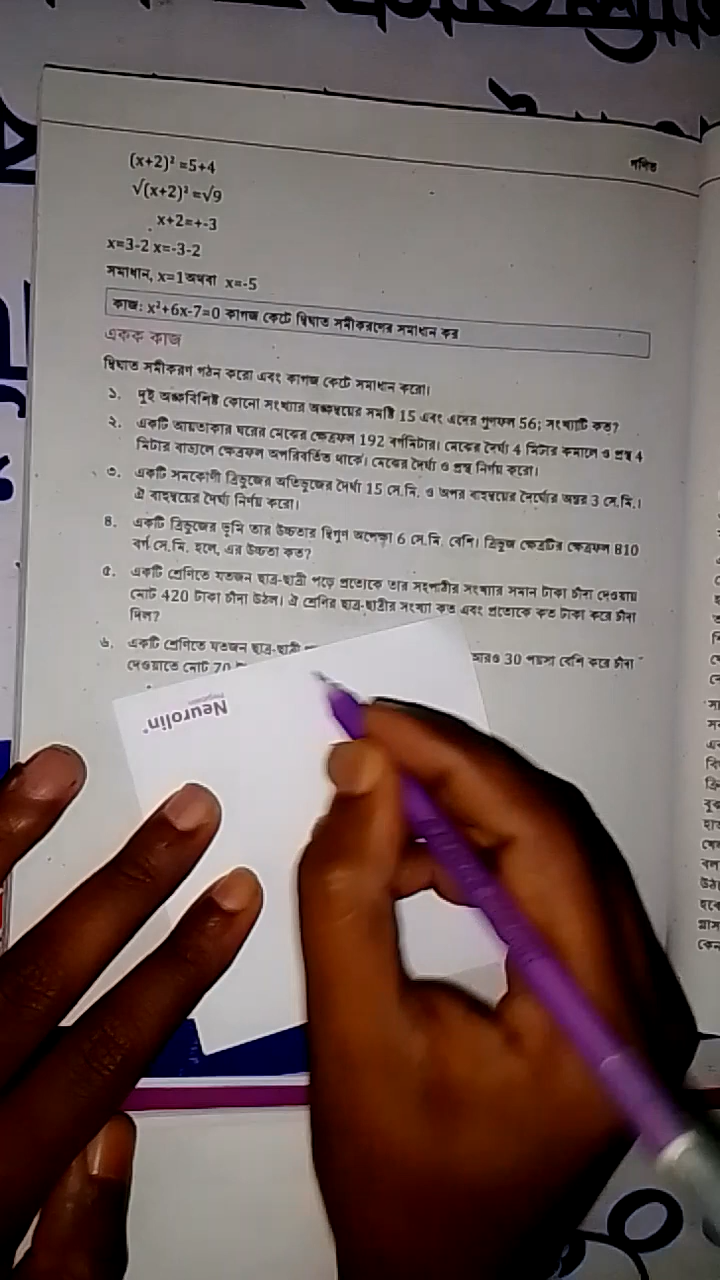 গণিত
(x+2)² =5+4
√(x+2)² =√9
x+2=+-3
x=3-2 x=-3-2
সমাধান, x=1অথবা x=-5
কাজ: x²+6x-7=0 কাগজ কেটে দ্বিঘাত সমীকরণের সমাধান কর
একক কাজ
দ্বিঘাত সমীকরণ গঠন করো এবং কাগজ কেটে সমাধান করো।
১. দুই অঙ্কবিশিষ্ট কোনো সংখ্যার অঙ্কদ্বয়ের সমষ্টি 15 এবং এদের গুণফল 56; সংখ্যাটি কত?
২. একটি আয়তাকার ঘরের মেঝের ক্ষেত্রফল 192 বর্গমিটার। মেঝের দৈর্ঘ্য 4 মিটার কমালে ও প্রস্থ 4
মিটার বাড়ালে ক্ষেত্রফল অপরিবর্তিত থাকে। মেঝের দৈর্ঘ্য ও প্রস্থ নির্ণয় করো।
৩. একটি সমকোণী ত্রিভুজের অতিভুজের দৈর্ঘ্য 15 সে.মি. ও অপর বাহুদ্বয়ের দৈর্ঘ্যের অন্তর 3 সে.মি.।
ঐ বাহুদ্বয়ের দৈর্ঘ্য নির্ণয় করো।
৪. একটি ত্রিভুজের ভূমি তার উচ্চতার দ্বিগুণ অপেক্ষা 6 সে.মি. বেশি। ত্রিভুজ ক্ষেত্রটির ক্ষেত্রফল 810
বর্গ সে.মি. হলে, এর উচ্চতা কত?
৫. একটি শ্রেণিতে যতজন ছাত্র-ছাত্রী পড়ে প্রত্যেকে তার সহপাঠীর সংখ্যার সমান টাকা চাঁদা দেওয়ায়
মোট 420 টাকা চাঁদা উঠল। ঐ শ্রেণির ছাত্র-ছাত্রীর সংখ্যা কত এবং প্রত্যেকে কত টাকা করে চাঁদা
দিল?
৬. একটি শ্রেণিতে যতজন ছাত্র-ছাত্রী
আরও 30 পয়সা বেশি করে চাঁদা
দেওয়াতে মোট 70
Neurolin